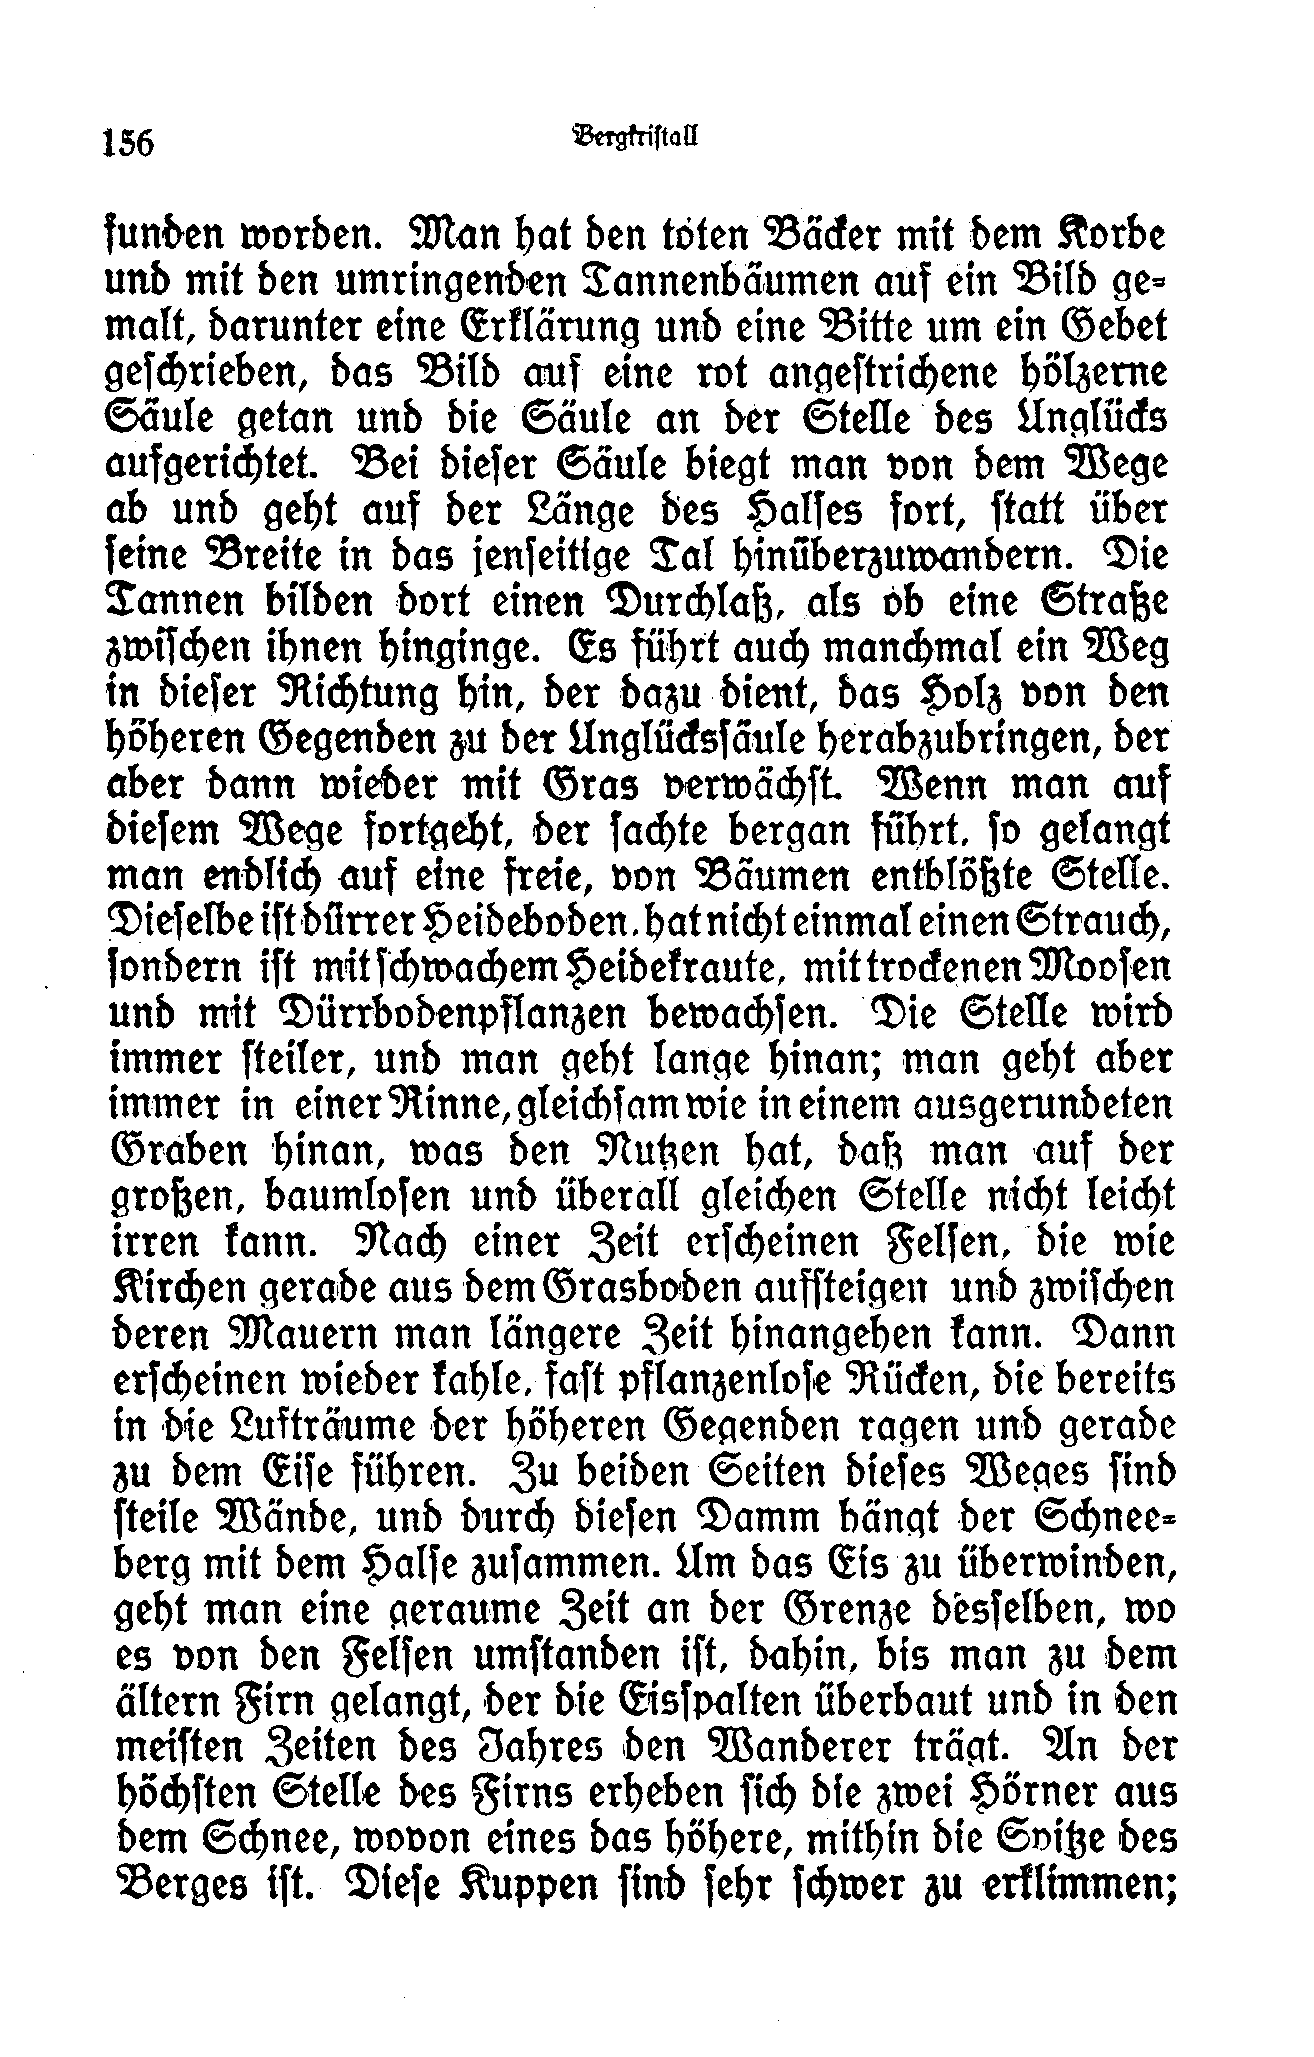 156
Bergkristall
funden worden. Man hat den toten Bäcker mit dem Korbe
und mit den umringenden Tannenbäumen auf ein Bild ge-
malt, darunter eine Erklärung und eine Bitte um ein Gebet
geschrieben, das Bild auf eine rot angestrichene hölzerne
Säule getan und die Säule an der Stelle des Unglücks
aufgerichtet. Bei dieser Säule biegt man von dem Wege
ab und geht auf der Länge des Halses fort, statt über
seine Breite in das jenseitige Tal hinüberzuwandern. Die
Tannen bilden dort einen Durchlaß, als ob eine Straße
zwischen ihnen hinginge. Es führt auch manchmal ein Weg
in dieser Richtung hin, der dazu dient, das Holz von den
höheren Gegenden zu der Unglückssäule herabzubringen, der
aber dann wieder mit Gras verwächst. Wenn man auf
diesem Wege fortgeht, der sachte bergan führt, so gelangt
man endlich auf eine freie, von Bäumen entblößte Stelle.
Dieselbe ist dürrer Heideboden, hat nicht einmal einen Strauch,
sondern ist mit schwachem Heidekraute, mit trockenen Moosen
und mit Dürrbodenpflanzen bewachsen. Die Stelle wird
immer steiler, und man geht lange hinan; man geht aber
immer in einer Rinne, gleichsam wie in einem ausgerundeten
Graben hinan, was den Nutzen hat, daß man auf der
großen, baumlosen und überall gleichen Stelle nicht leicht
irren kann. Nach einer Zeit erscheinen Felsen, die wie
Kirchen gerade aus dem Grasboden aufsteigen und zwischen
deren Mauern man längere Zeit hinangehen kann. Dann
erscheinen wieder kahle, fast pflanzenlose Rücken, die bereits
in die Lufträume der höheren Gegenden ragen und gerade
zu dem Eise führen. Zu beiden Seiten dieses Weges sind
steile Wände, und durch diesen Damm hängt der Schnee-
berg mit dem Halse zusammen. Um das Eis zu überwinden,
geht man eine geraume Zeit an der Grenze desselben, wo
es von den Felsen umstanden ist, dahin, bis man zu dem
ältern Firn gelangt, der die Eisspalten überbaut und in den
meisten Zeiten des Jahres den Wanderer trägt. An der
höchsten Stelle des Firns erheben sich die zwei Hörner aus
dem Schnee, wovon eines das höhere, mithin die Spitze des
Berges ist. Diese Kuppen sind sehr schwer zu erklimmen;